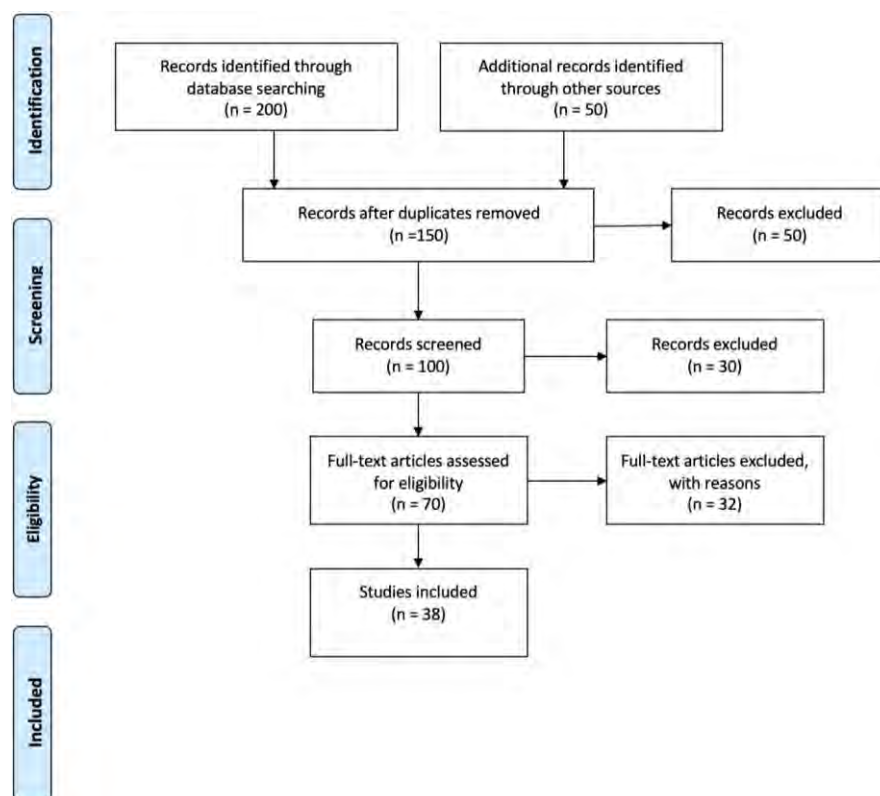 Identification
Records identified through
database searching
(n = 200)
Additional records identified
through other sources
(n = 50)
Records after duplicates removed
(n =150)
Records excluded
(n = 50)
Screening
Records screened
(n = 100)
Records excluded
(n = 30)
Eligibility
Full-text articles assessed
for eligibility
(n = 70)
Full-text articles excluded,
with reasons
(n = 32)
Studies included
(n = 38)
Included